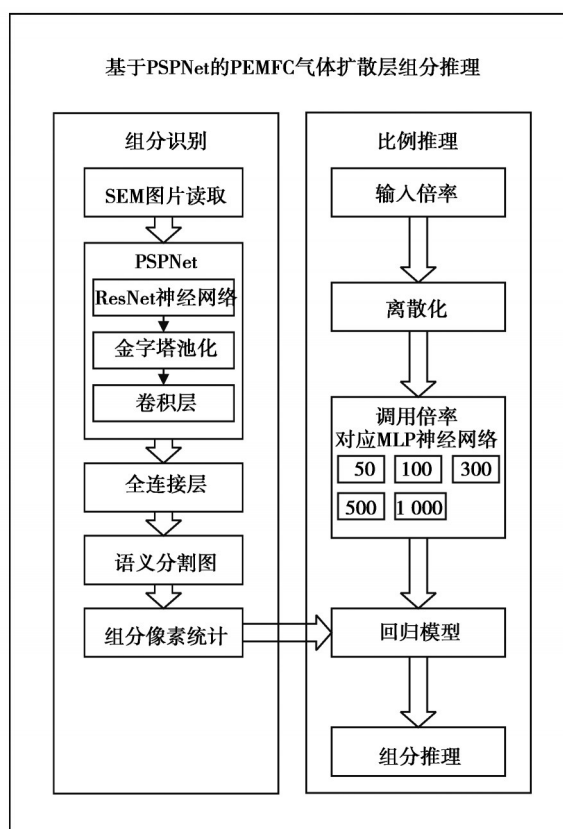 基于PSPNet的PEMFC气体扩散层组分推理
组分识别
SEM图片读取
PSPNet
ResNet神经网络
金字塔池化
卷积层
全连接层
语义分割图
组分像素统计
比例推理
输入倍率
离散化
调用倍率
对应MLP神经网络
50 100 300
500 1 000
回归模型
组分推理